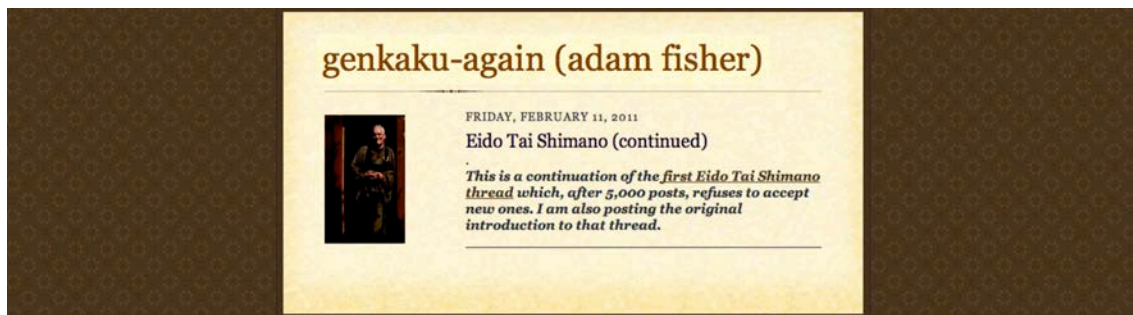 genkaku-again (adam fisher)
FRIDAY, FEBRUARY 11, 2011
Eido Tai Shimano (continued)
.
This is a continuation of the first Eido Tai Shimano
thread which, after 5,000 posts, refuses to accept
new ones. I am also posting the original
introduction to that thread.